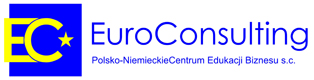 EC
EuroConsulting
Polsko-NiemieckieCentrum Edukacji Biznesu s.c.